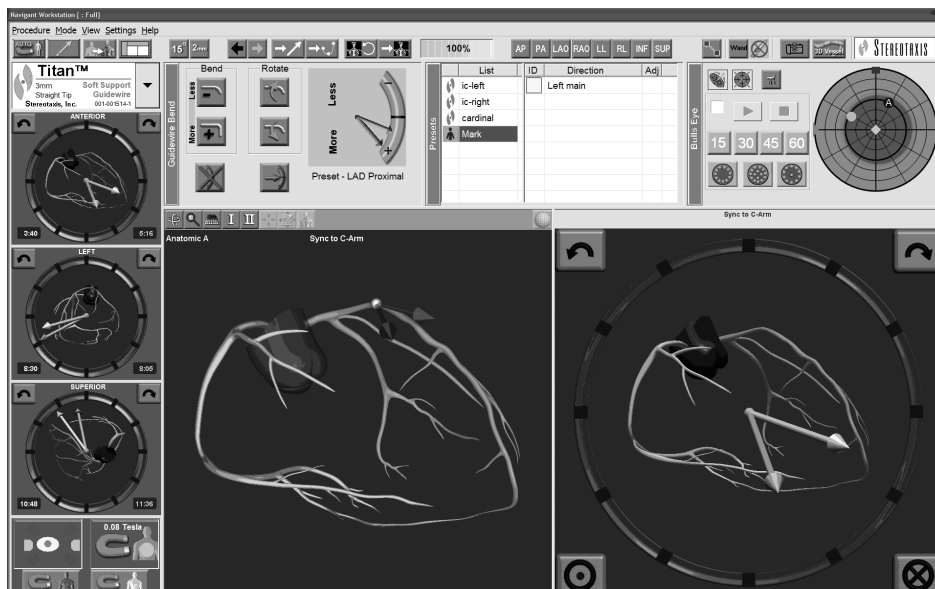 Navigant Workstation [ : Full]
Procedure Mode View Settings Help
AUTO
15° 2mm
100%
AP PA LAO RAO LL RL INF SUP
Wand
3D Vessel
STEREOTAXIS
Titan™
3mm Soft Support
Straight Tip Guidewire
Stereotaxis, Inc. 001-001514-1
Guidewire Bend
Bend
Rotate
Less
More
Less
More
Preset - LAD Proximal
Presets
List
ic-left
ic-right
cardinal
Mark
ID Direction Adj
Left main
Bulls Eye
15 30 45 60
A
ANTERIOR
3:40 5:16
LEFT
8:30 8:05
SUPERIOR
10:48 11:36
0.08 Tesla
I II
Anatomic A Sync to C-Arm
Sync to C-Arm